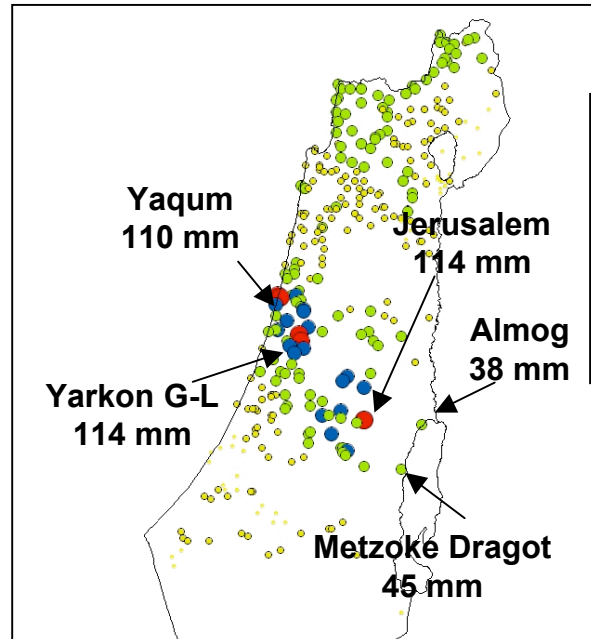 Yaqum
110 mm
Jerusalem
114 mm
Almog
38 mm
Yarkon G-L
114 mm
Metzoke Dragot
45 mm